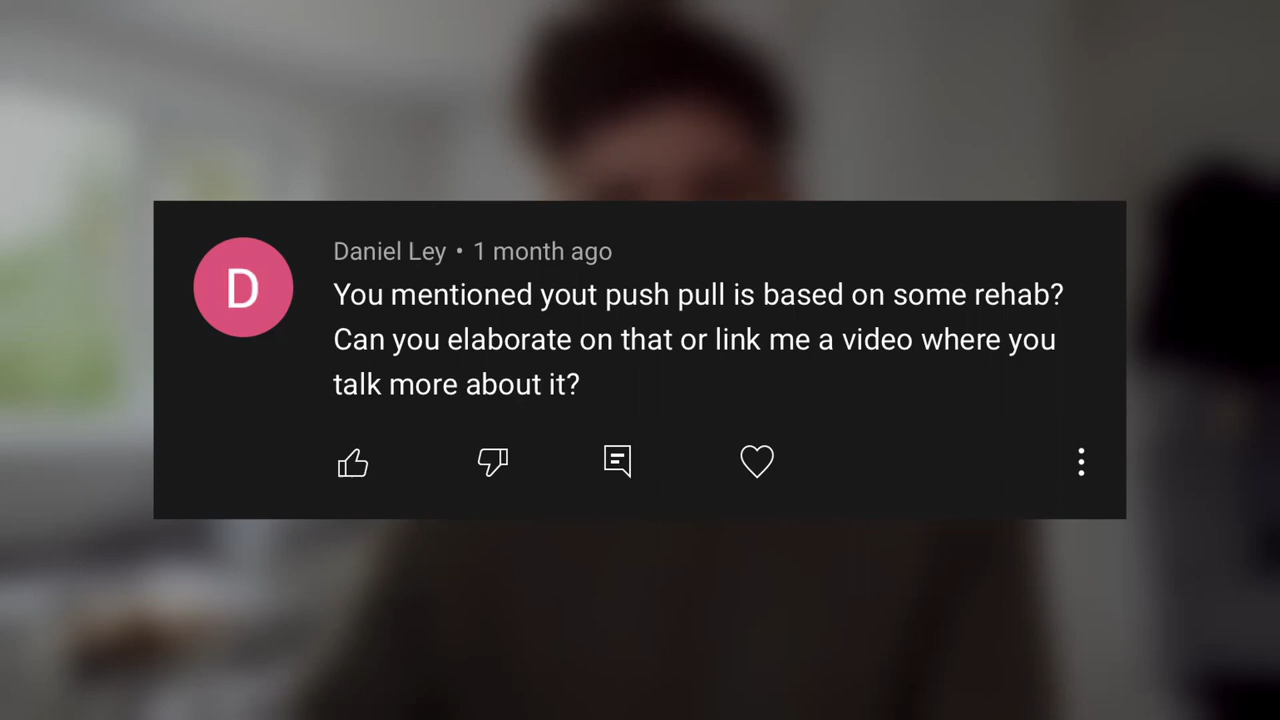 D
Daniel Ley • 1 month ago
You mentioned yout push pull is based on some rehab?
Can you elaborate on that or link me a video where you
talk more about it?